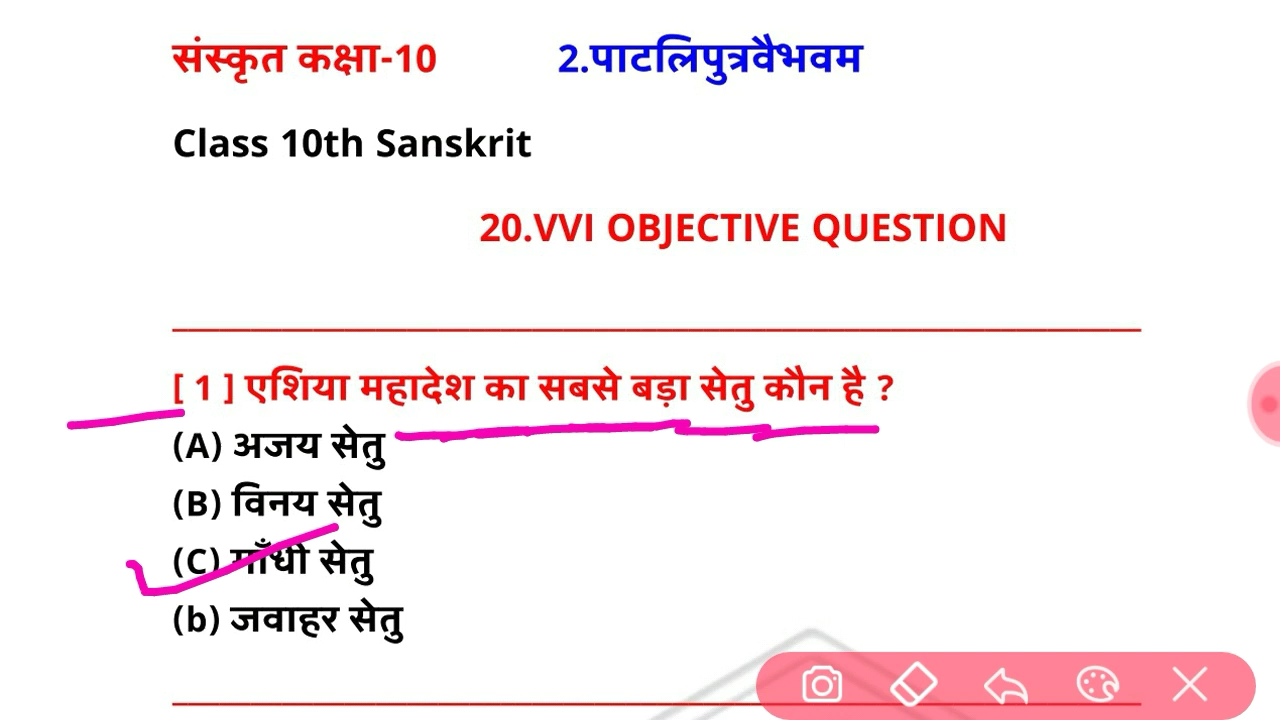 संस्कृत कक्षा-10 2.पाटलिपुत्रवैभवम
Class 10th Sanskrit
20.VVI OBJECTIVE QUESTION
[ 1 ] एशिया महादेश का सबसे बड़ा सेतु कौन है ?
(A) अजय सेतु
(B) विनय सेतु
(C) गाँधी सेतु
(b) जवाहर सेतु